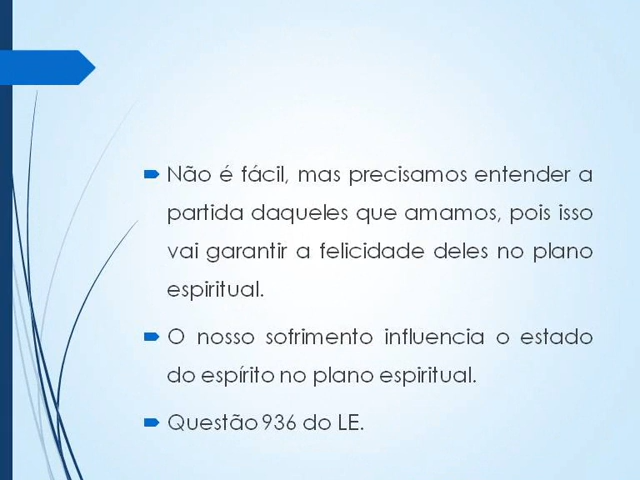 Não é fácil, mas precisamos entender a
partida daqueles que amamos, pois isso
vai garantir a felicidade deles no plano
espiritual.
O nosso sofrimento influencia o estado
do espírito no plano espiritual.
Questão 936 do LE.